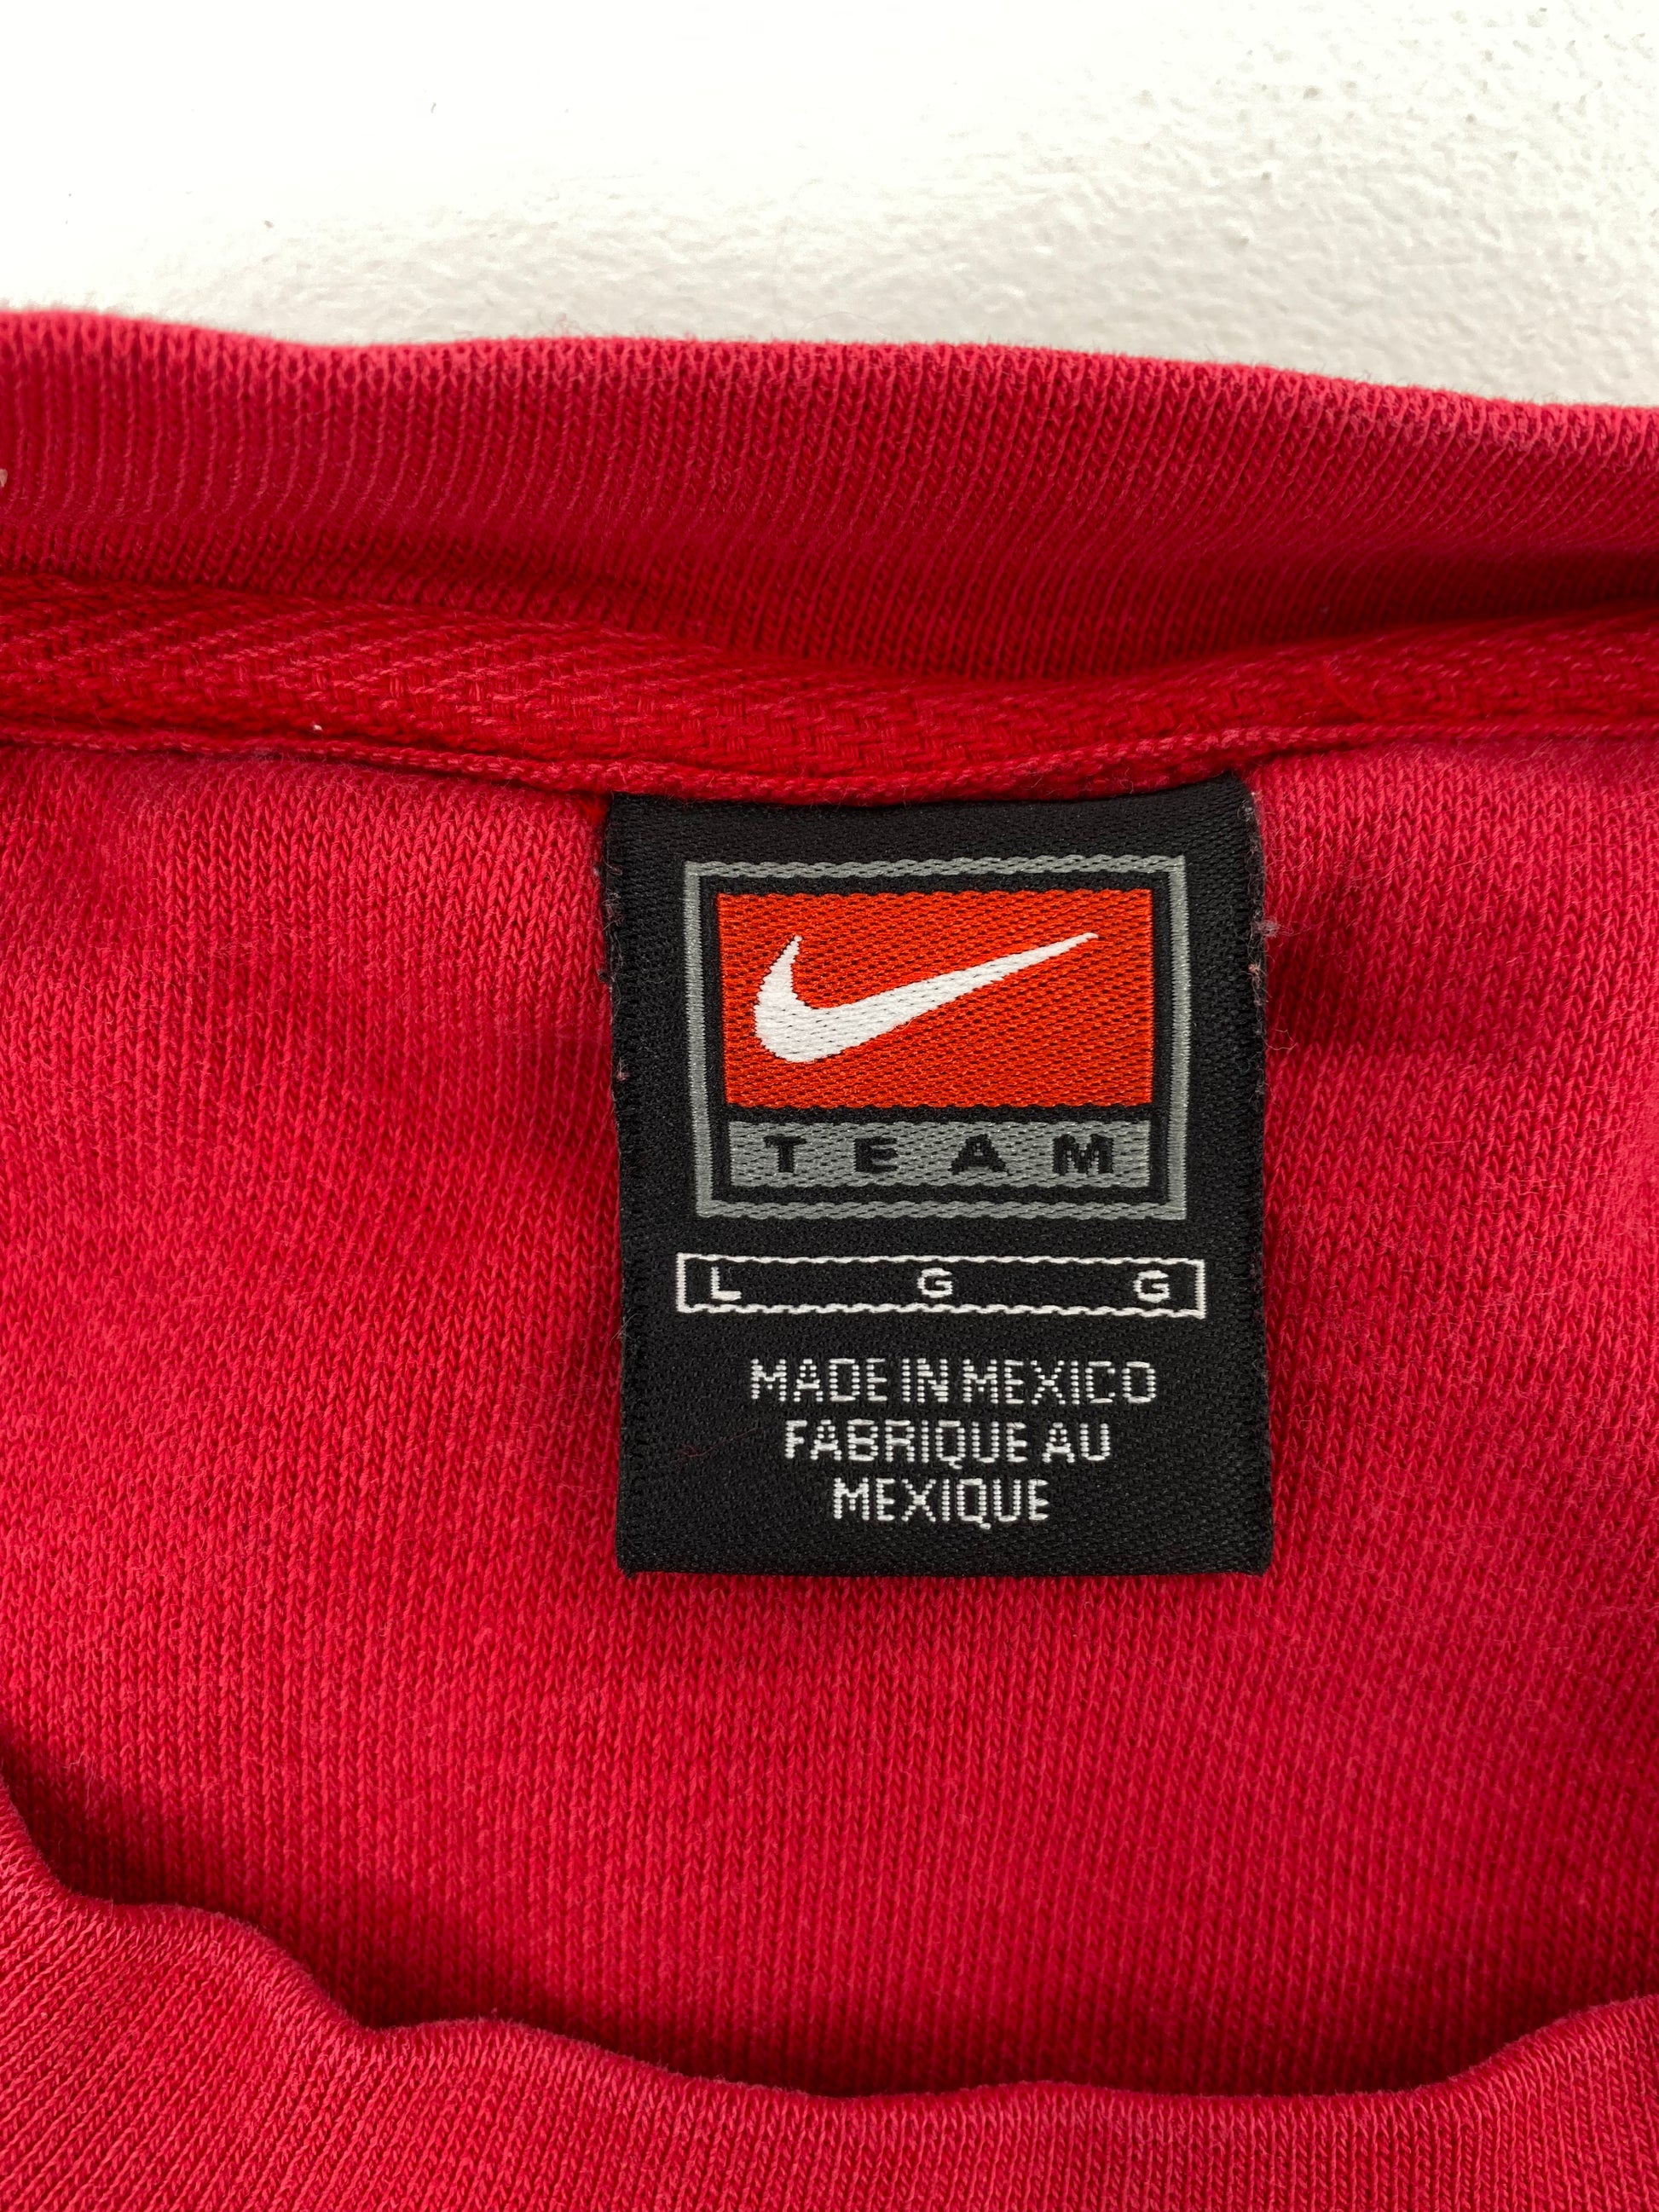 TEAM
L G G
MADE IN MEXICO
FABRIQUE AU
MEXIQUE